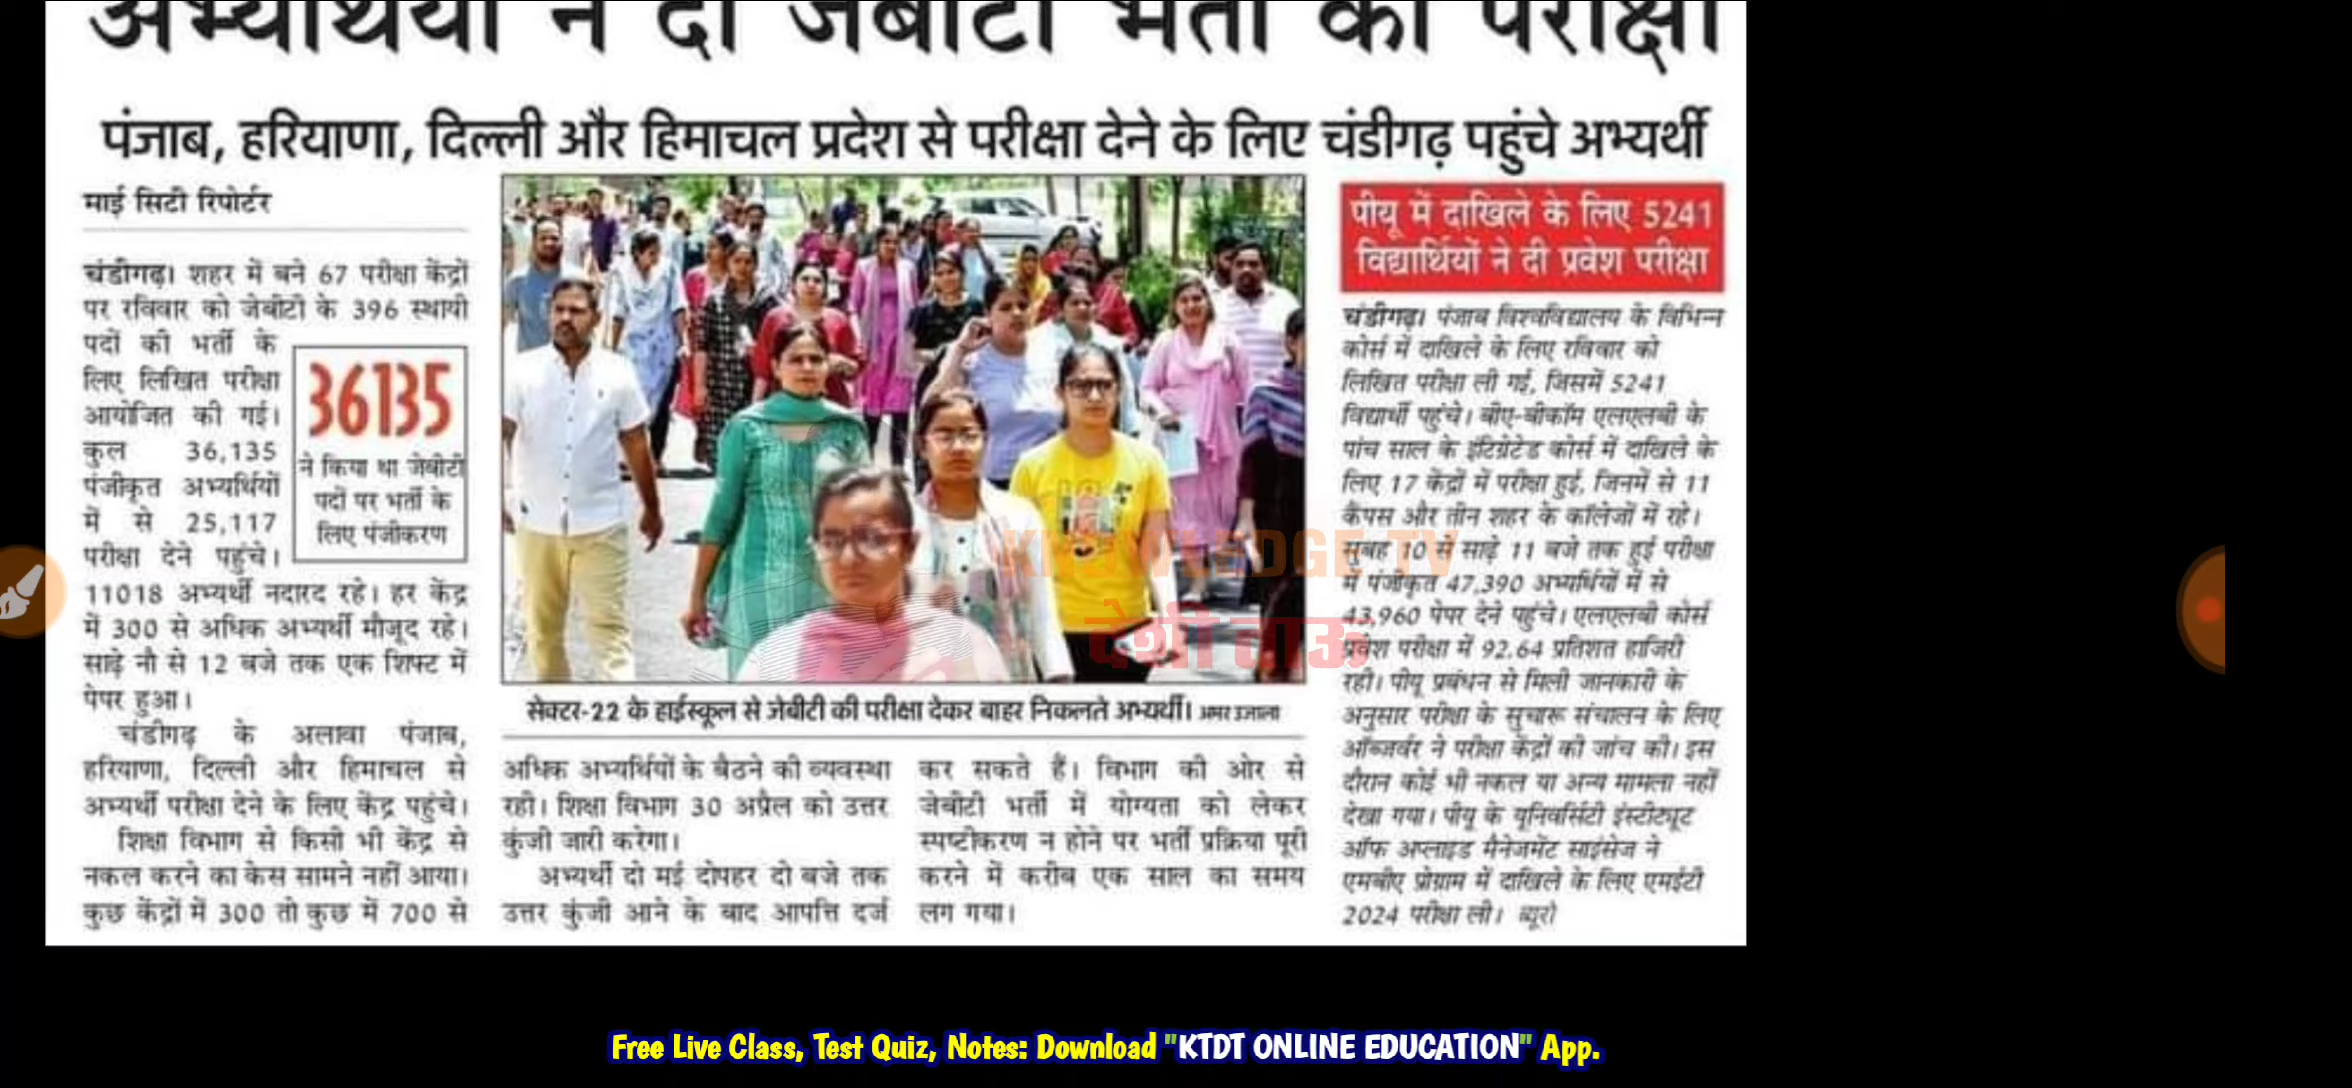 अभ्यर्थियों ने दी जेबीटी भर्ती की परीक्षा
पंजाब, हरियाणा, दिल्ली और हिमाचल प्रदेश से परीक्षा देने के लिए चंडीगढ़ पहुंचे अभ्यर्थी
माई सिटी रिपोर्टर
चंडीगढ़। शहर में बने 67 परीक्षा केंद्रों
पर रविवार को जेबीटी के 396 स्थायी
पदों की भर्ती के
लिए लिखित परीक्षा
आयोजित की गई।
कुल 36,135
पंजीकृत अभ्यर्थियों
में से 25,117
परीक्षा देने पहुंचे।
11018 अभ्यर्थी नदारद रहे। हर केंद्र
में 300 से अधिक अभ्यर्थी मौजूद रहे।
साढ़े नौ से 12 बजे तक एक शिफ्ट में
पेपर हुआ।
चंडीगढ़ के अलावा पंजाब,
हरियाणा, दिल्ली और हिमाचल से
अभ्यर्थी परीक्षा देने के लिए केंद्र पहुंचे।
शिक्षा विभाग से किसी भी केंद्र से
नकल करने का केस सामने नहीं आया।
कुछ केंद्रों में 300 तो कुछ में 700 से
36135
ने किया था जेबीटी
पदों पर भर्ती के
लिए पंजीकरण
सेक्टर-22 के हाईस्कूल से जेबीटी की परीक्षा देकर बाहर निकलते अभ्यर्थी। अमर उजाला
अधिक अभ्यर्थियों के बैठने की व्यवस्था
रही। शिक्षा विभाग 30 अप्रैल को उत्तर
कुंजी जारी करेगा।
अभ्यर्थी दो मई दोपहर दो बजे तक
उत्तर कुंजी आने के बाद आपत्ति दर्ज
कर सकते हैं। विभाग की ओर से
जेबीटी भर्ती में योग्यता को लेकर
स्पष्टीकरण न होने पर भर्ती प्रक्रिया पूरी
करने में करीब एक साल का समय
लग गया।
पीयू में दाखिले के लिए 5241
विद्यार्थियों ने दी प्रवेश परीक्षा
चंडीगढ़। पंजाब विश्वविद्यालय के विभिन्न
कोर्स में दाखिले के लिए रविवार को
लिखित परीक्षा ली गई, जिसमें 5241
विद्यार्थी पहुंचे। बीए-बीकॉम एलएलबी के
पांच साल के इंटिग्रेटेड कोर्स में दाखिले के
लिए 17 केंद्रों में परीक्षा हुई, जिनमें से 11
कैंपस और तीन शहर के कॉलेजों में रहे।
सुबह 10 से साढ़े 11 बजे तक हुई परीक्षा
में पंजीकृत 47,390 अभ्यर्थियों में से
43,960 पेपर देने पहुंचे। एलएलबी कोर्स
प्रवेश परीक्षा में 92.64 प्रतिशत हाजिरी
रही। पीयू प्रबंधन से मिली जानकारी के
अनुसार परीक्षा के सुचारू संचालन के लिए
ऑब्जर्वर ने परीक्षा केंद्रों की जांच की। इस
दौरान कोई भी नकल या अन्य मामला नहीं
देखा गया। पीयू के यूनिवर्सिटी इंस्टीट्यूट
ऑफ अप्लाइड मैनेजमेंट साइंसेज ने
एमबीए प्रोग्राम में दाखिले के लिए एमईटी
2024 परीक्षा ली। ब्यूरो
KNOWLEDGE TV
देशी ताऊ
Free Live Class, Test Quiz, Notes: Download "KTDT ONLINE EDUCATION" App.